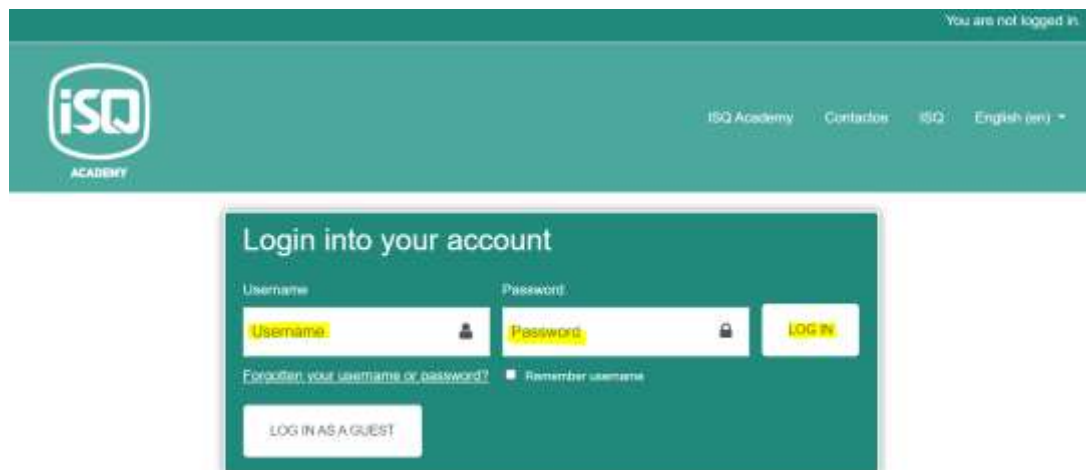 You are not logged in.
iSQ
ACADEMY
ISQ Academy Contactos ISQ English (en)
Login into your account
Username Password
Username Password LOG IN
Forgotten your username or password? Remember username
LOG IN AS A GUEST